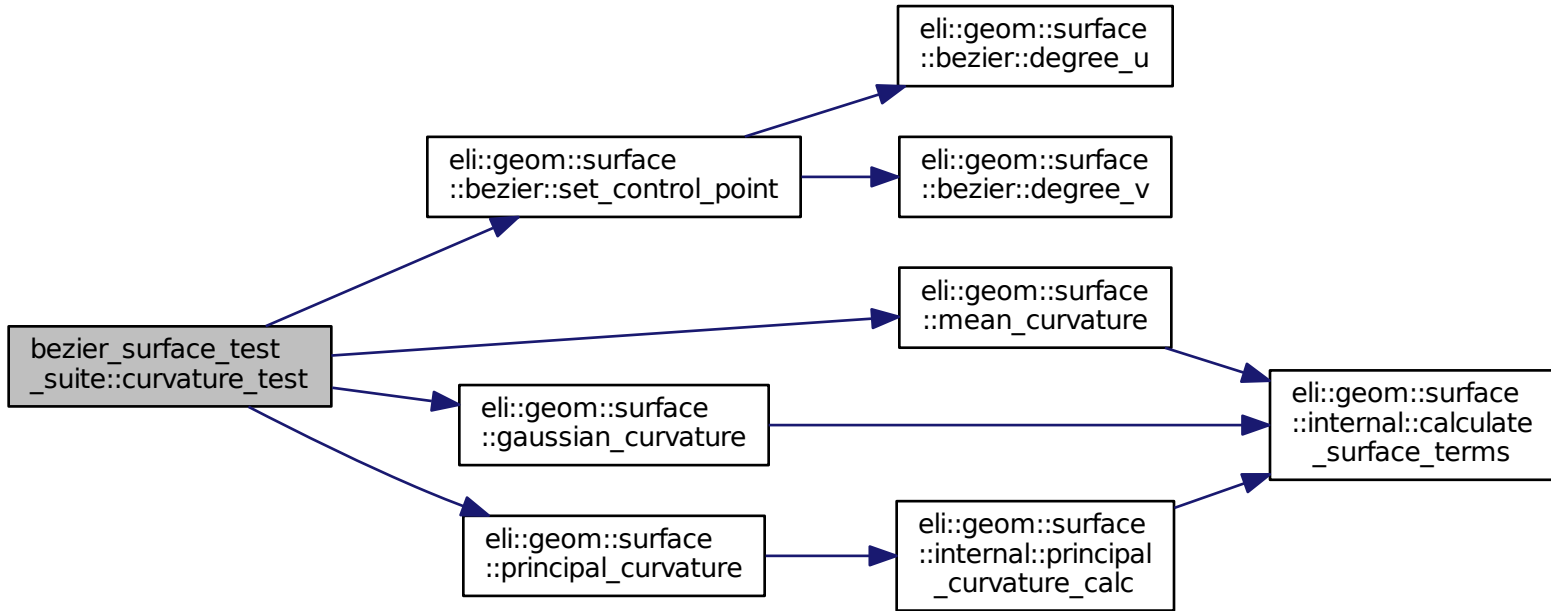 eli::geom::surface
::bezier::degree_u
eli::geom::surface
::bezier::set_control_point
eli::geom::surface
::bezier::degree_v
eli::geom::surface
::mean_curvature
bezier_surface_test
_suite::curvature_test
eli::geom::surface
::gaussian_curvature
eli::geom::surface
::internal::calculate
_surface_terms
eli::geom::surface
::principal_curvature
eli::geom::surface
::internal::principal
_curvature_calc